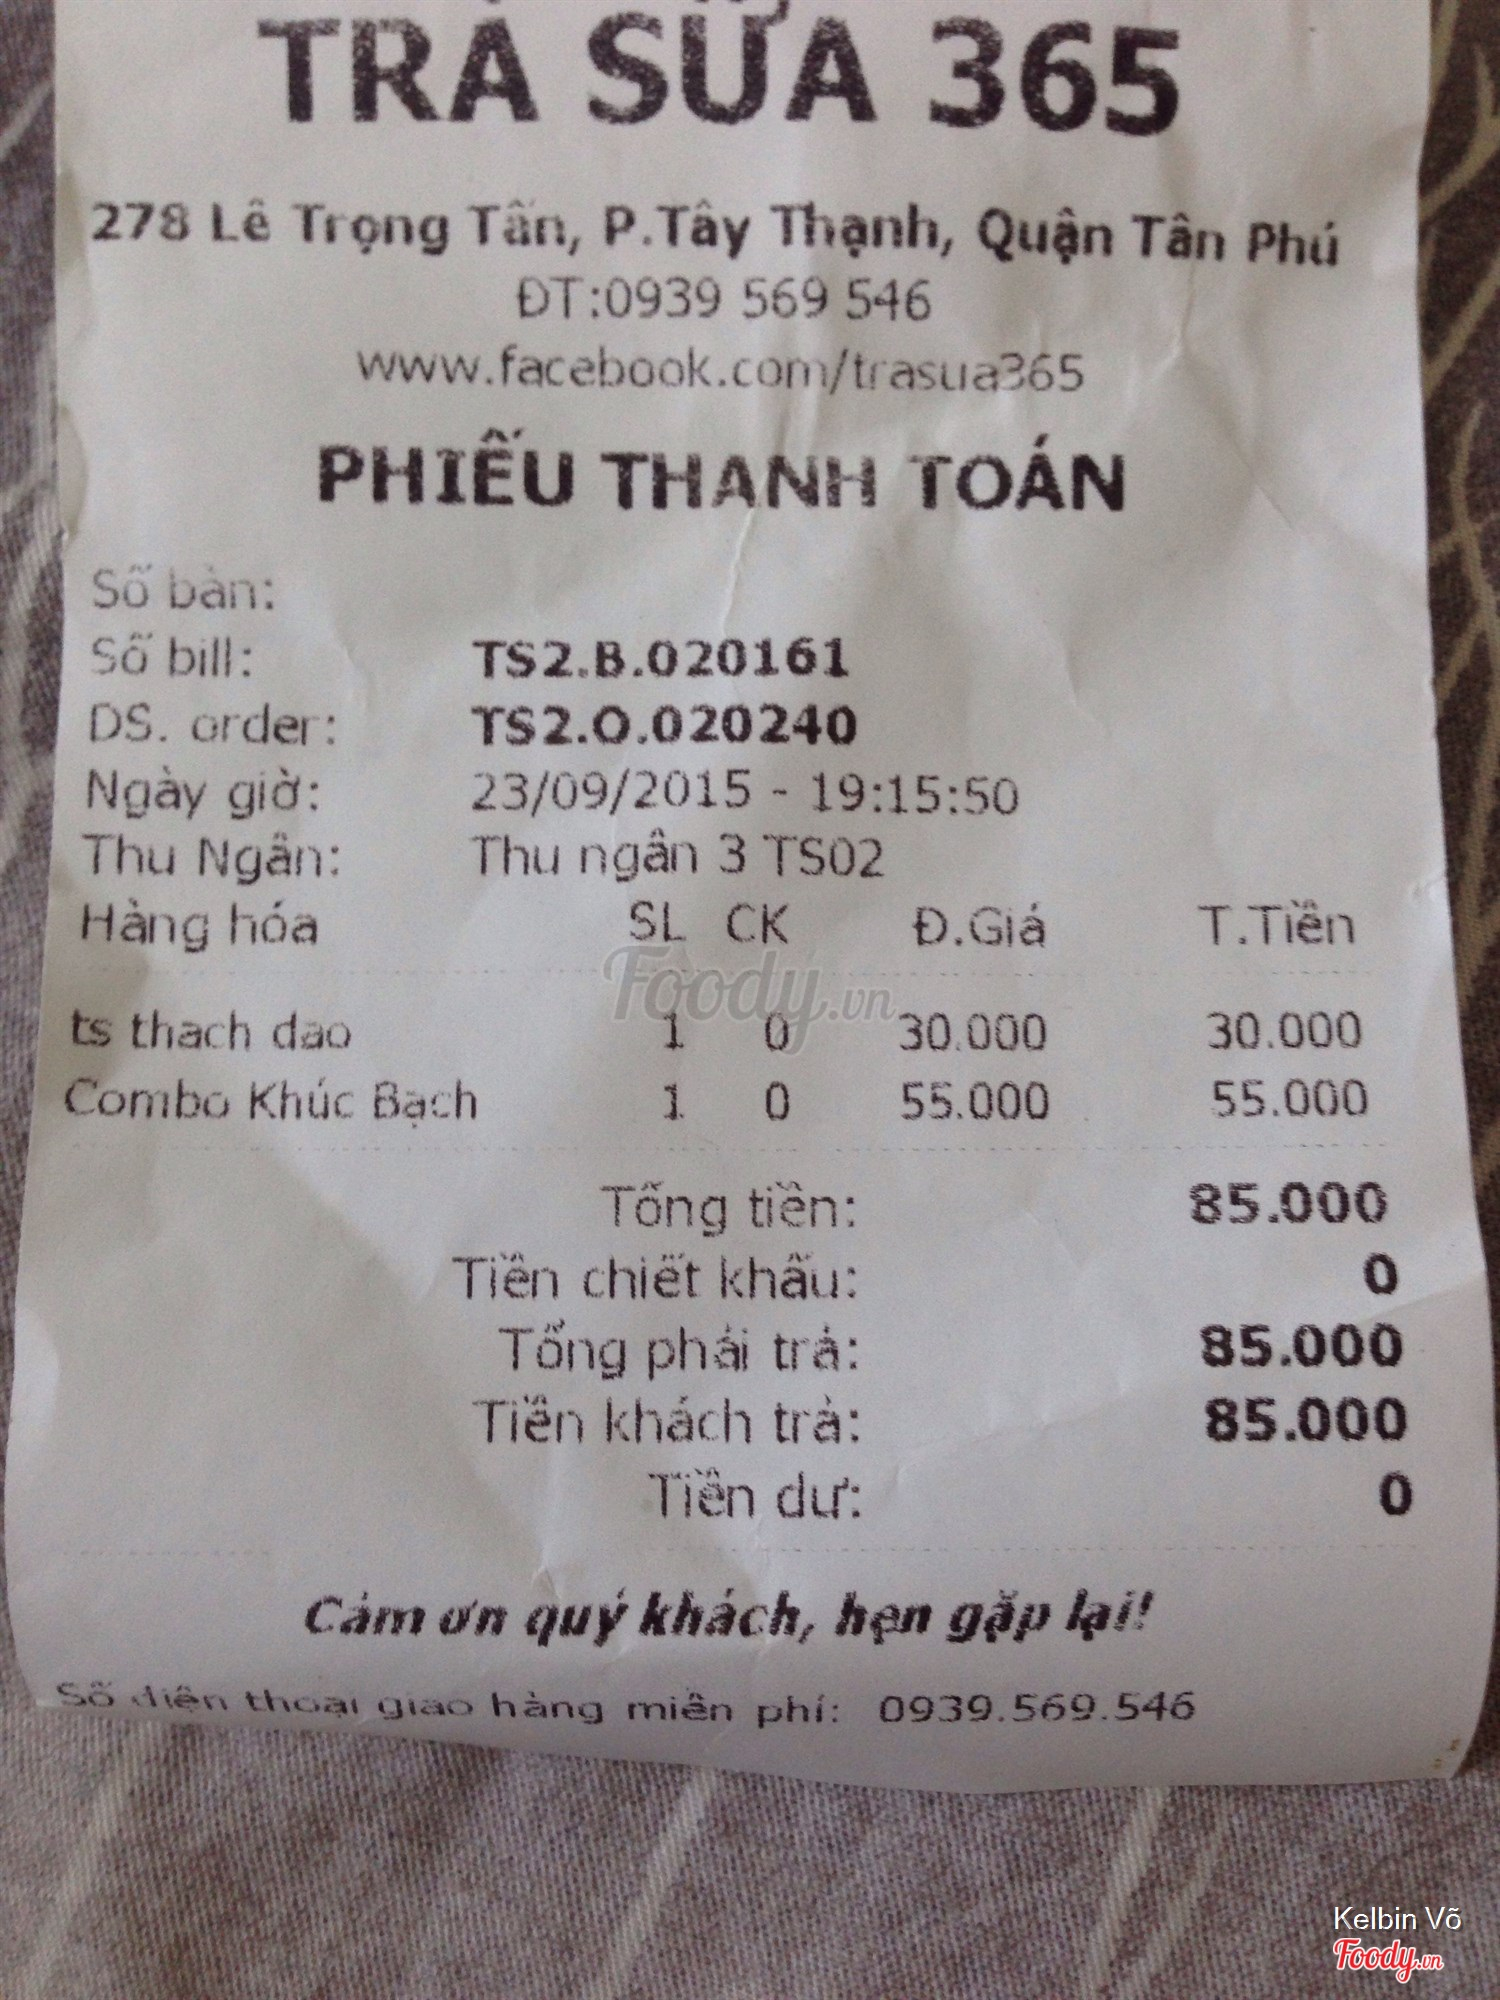 TRÀ SỮA 365
278 Lê Trọng Tấn, P.Tây Thạnh, Quận Tân Phú
ĐT:0939 569 546
www.facebook.com/trasua365
PHIẾU THANH TOÁN
Số bàn:
Số bill: TS2.B.020161
DS. order: TS2.O.020240
Ngày giờ: 23/09/2015 - 19:15:50
Thu Ngân: Thu ngân 3 TS02
Hàng hóa SL CK Đ.Giá T.Tiền
Foody.vn
ts thach dao 1 0 30.000 30.000
Combo Khúc Bạch 1 0 55.000 55.000
Tổng tiền: 85.000
Tiền chiết khấu: 0
Tổng phải trả: 85.000
Tiền khách trả: 85.000
Tiền dư: 0
Cảm ơn quý khách, hẹn gặp lại!
Số điện thoại giao hàng miễn phí: 0939.569.546
Kelbin Võ
Foody.vn